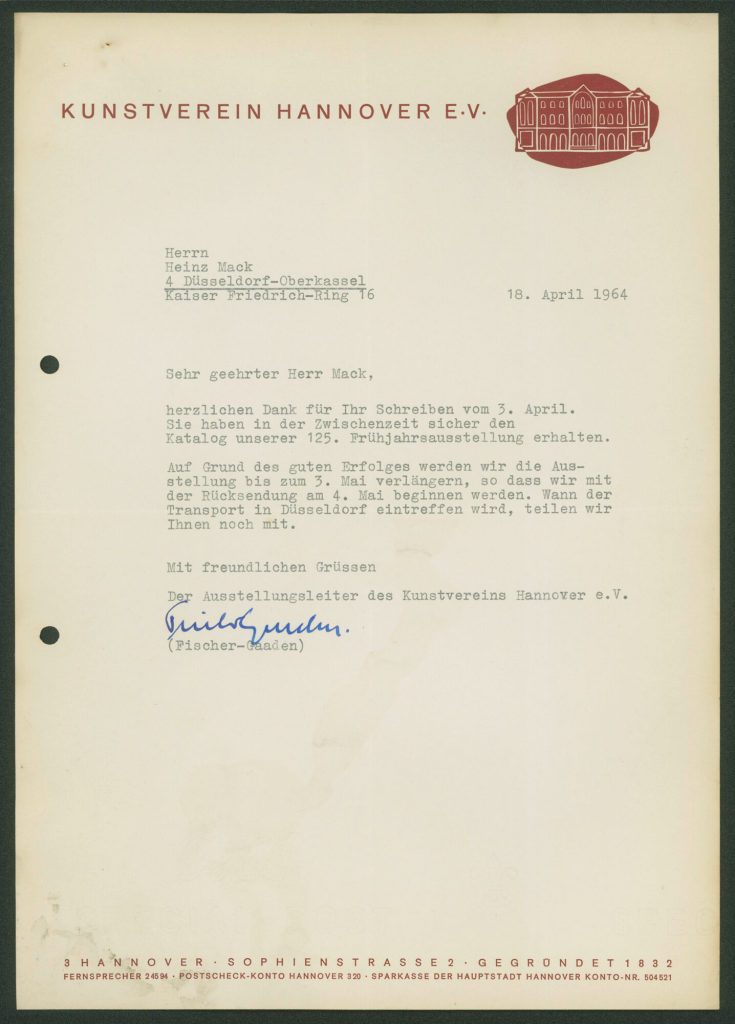 KUNSTVEREIN HANNOVER E·V·
Herrn
Heinz Mack
4 Düsseldorf-Oberkassel
Kaiser Friedrich-Ring 16
18. April 1964
Sehr geehrter Herr Mack,
herzlichen Dank für Ihr Schreiben vom 3. April.
Sie haben in der Zwischenzeit sicher den
Katalog unserer 125. Frühjahrsausstellung erhalten.
Auf Grund des guten Erfolges werden wir die Aus-
stellung bis zum 3. Mai verlängern, so dass wir mit
der Rücksendung am 4. Mai beginnen werden. Wann der
Transport in Düsseldorf eintreffen wird, teilen wir
Ihnen noch mit.
Mit freundlichen Grüssen
Der Ausstellungsleiter des Kunstvereins Hannover e.V.
(Fischer-Gaaden)
3 HANNOVER · SOPHIENSTRASSE 2 · GEGRÜNDET 1832
FERNSPRECHER 24594 · POSTSCHECK-KONTO HANNOVER 320 · SPARKASSE DER HAUPTSTADT HANNOVER KONTO-NR. 504521